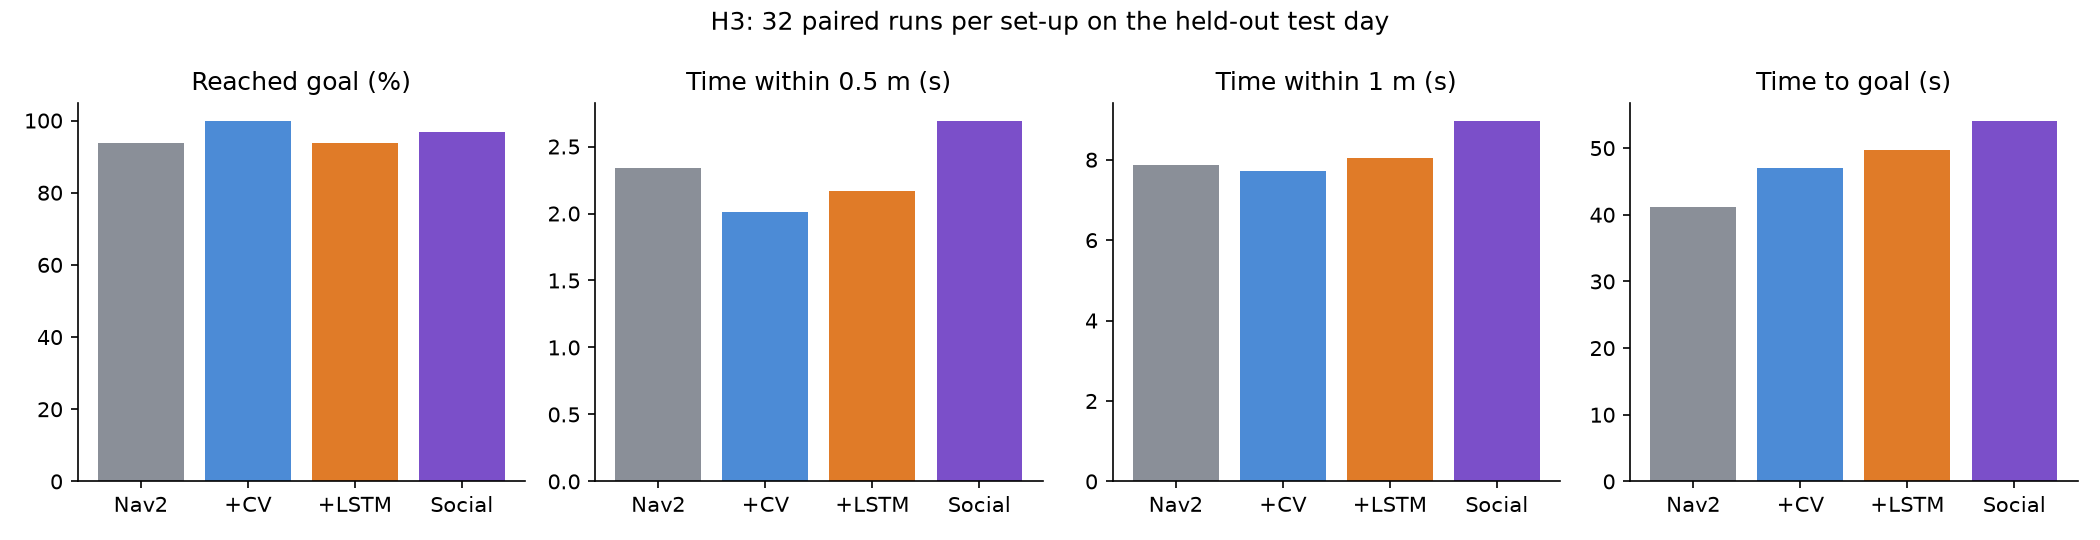 H3: 32 paired runs per set-up on the held-out test day
Reached goal (%)
100
80
60
40
20
0
Nav2 +CV +LSTM Social
Time within 0.5 m (s)
2.5
2.0
1.5
1.0
0.5
0.0
Nav2 +CV +LSTM Social
Time within 1 m (s)
8
6
4
2
0
Nav2 +CV +LSTM Social
Time to goal (s)
50
40
30
20
10
0
Nav2 +CV +LSTM Social